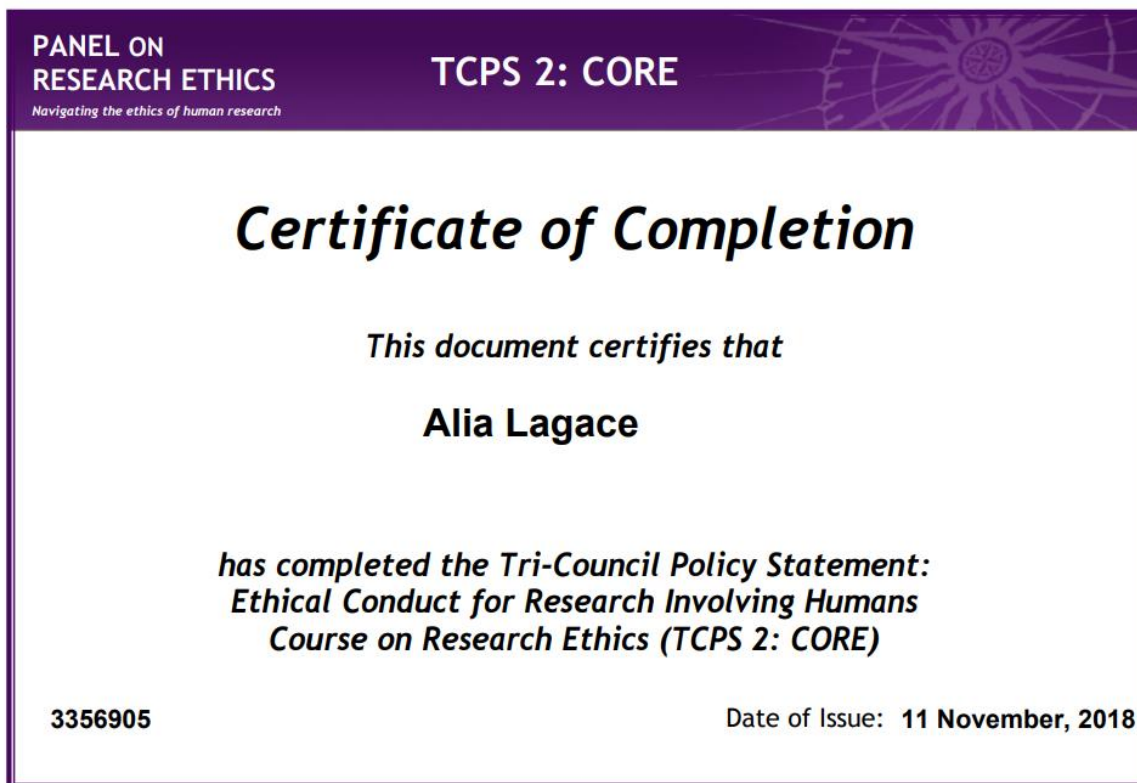 PANEL ON
RESEARCH ETHICS
Navigating the ethics of human research
TCPS 2: CORE
Certificate of Completion
This document certifies that
Alia Lagace
has completed the Tri-Council Policy Statement:
Ethical Conduct for Research Involving Humans
Course on Research Ethics (TCPS 2: CORE)
3356905
Date of Issue: 11 November, 2018